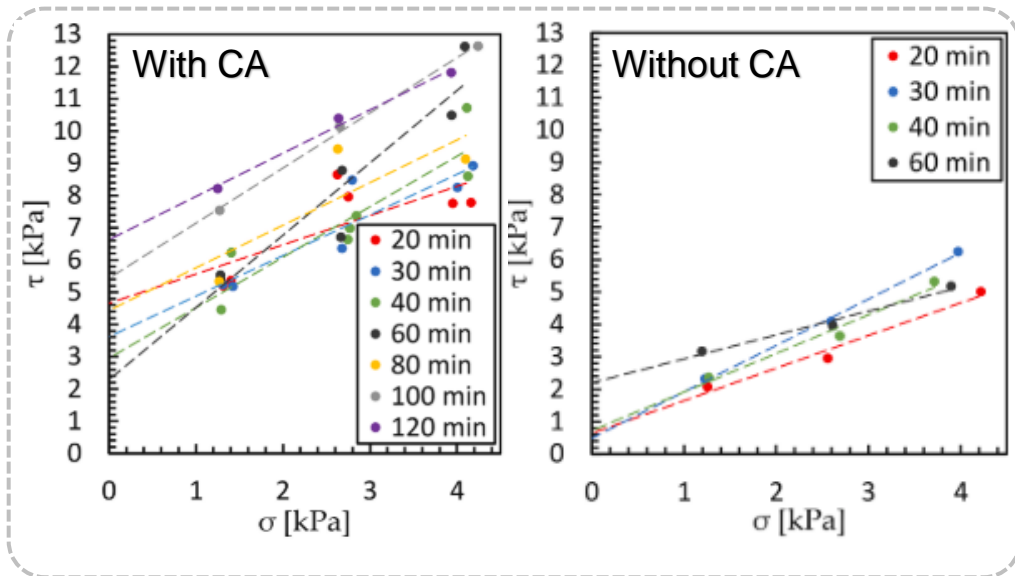 With CA
13
12
11
10
9
8
7
6
5
4
3
2
1
0
τ [kPa]
0 1 2 3 4
σ [kPa]
20 min
30 min
40 min
60 min
80 min
100 min
120 min
Without CA
13
12
11
10
9
8
7
6
5
4
3
2
1
0
τ [kPa]
0 1 2 3 4
σ [kPa]
20 min
30 min
40 min
60 min